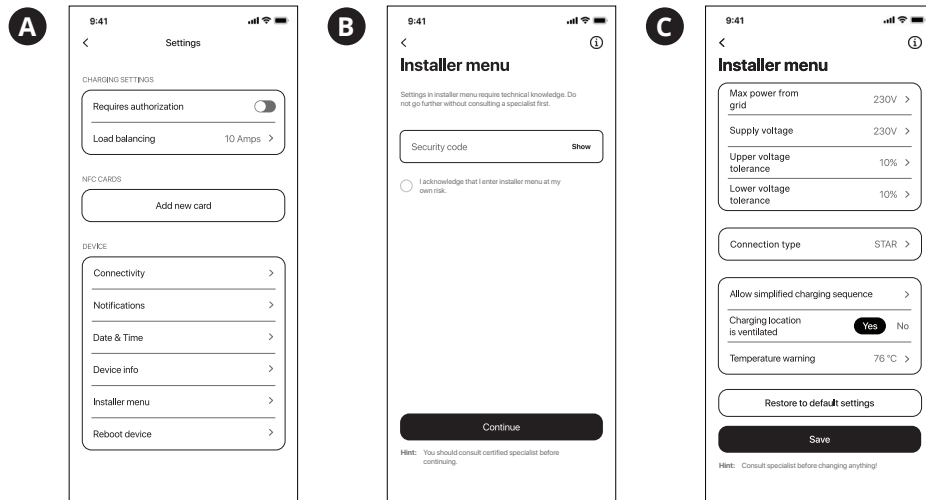 A
9:41
Settings
CHARGING SETTINGS
Requires authorization
Load balancing 10 Amps
NFC CARDS
Add new card
DEVICE
Connectivity
Notifications
Date & Time
Device info
Installer menu
Reboot device
B
9:41
Installer menu
Settings in installer menu require technical knowledge. Do
not go further without consulting a specialist first.
Security code Show
I acknowledge that I enter installer menu at my
own risk.
Continue
Hint: You should consult certified specialist before
continuing.
C
9:41
Installer menu
Max power from
grid 230V
Supply voltage 230V
Upper voltage
tolerance 10%
Lower voltage
tolerance 10%
Connection type STAR
Allow simplified charging sequence
Charging location
is ventilated Yes No
Temperature warning 76 °C
Restore to default settings
Save
Hint: Consult specialist before changing anything!